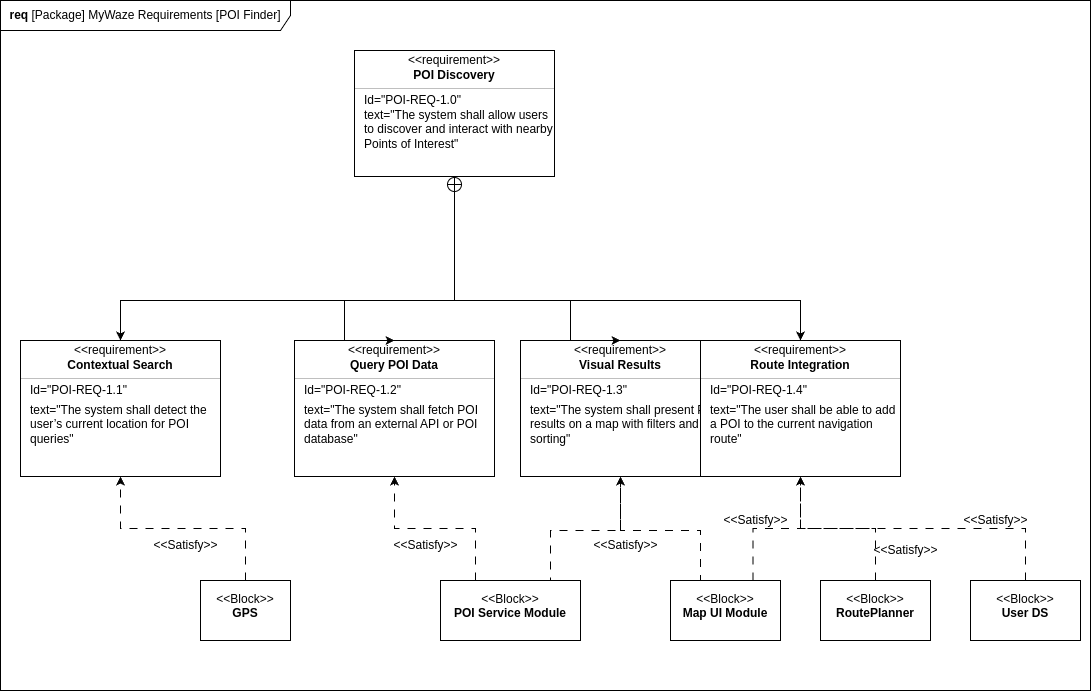 req [Package] MyWaze Requirements [POI Finder]
<<requirement>>
POI Discovery
Id="POI-REQ-1.0"
text="The system shall allow users
to discover and interact with nearby
Points of Interest"
<<requirement>>
Contextual Search
Id="POI-REQ-1.1"
text="The system shall detect the
user’s current location for POI
queries"
<<requirement>>
Query POI Data
Id="POI-REQ-1.2"
text="The system shall fetch POI
data from an external API or POI
database"
<<requirement>>
Visual Results
Id="POI-REQ-1.3"
text="The system shall present
results on a map with filters and
sorting"
<<requirement>>
Route Integration
Id="POI-REQ-1.4"
text="The user shall be able to add
a POI to the current navigation
route"
<<Satisfy>>
<<Satisfy>>
<<Satisfy>>
<<Satisfy>>
<<Satisfy>>
<<Satisfy>>
<<Block>>
GPS
<<Block>>
POI Service Module
<<Block>>
Map UI Module
<<Block>>
RoutePlanner
<<Block>>
User DS